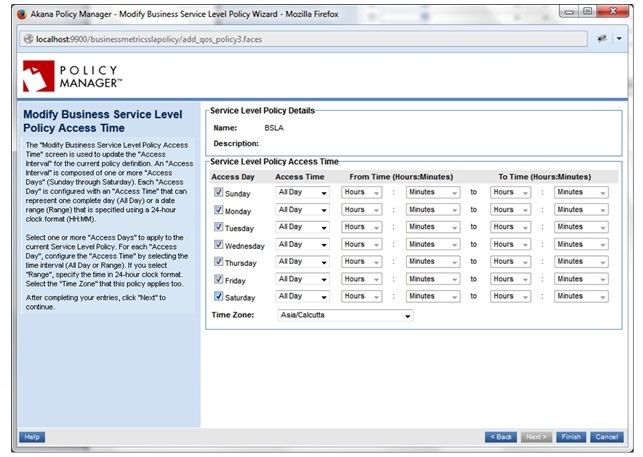 Akana Policy Manager - Modify Business Service Level Policy Wizard - Mozilla Firefox
localhost:9900/businessmetricsslapolicy/add_qos_policy3.faces
POLICY
MANAGER™
Modify Business Service Level
Policy Access Time
The "Modify Business Service Level Policy Access
Time" screen is used to update the "Access
Interval" for the current policy definition. An "Access
Interval" is composed of one or more "Access
Days" (Sunday through Saturday). Each "Access
Day" is configured with an "Access Time" that can
represent one complete day (All Day) or a date
range (Range) that is specified using a 24-hour
clock format (HH:MM).
Select one or more "Access Days" to apply to the
current Service Level Policy. For each "Access
Day", configure the "Access Time" by selecting the
time interval (All Day or Range). If you select
"Range", specify the time in 24-hour clock format.
Select the "Time Zone" that this policy applies too.
After completing your entries, click "Next" to
continue.
Service Level Policy Details
Name: BSLA
Description:
Service Level Policy Access Time
Access Day Access Time From Time (Hours:Minutes) To Time (Hours:Minutes)
Sunday All Day Hours : Minutes to Hours : Minutes
Monday All Day Hours : Minutes to Hours : Minutes
Tuesday All Day Hours : Minutes to Hours : Minutes
Wednesday All Day Hours : Minutes to Hours : Minutes
Thursday All Day Hours : Minutes to Hours : Minutes
Friday All Day Hours : Minutes to Hours : Minutes
Saturday All Day Hours : Minutes to Hours : Minutes
Time Zone: Asia/Calcutta
Help < Back Next > Finish Cancel